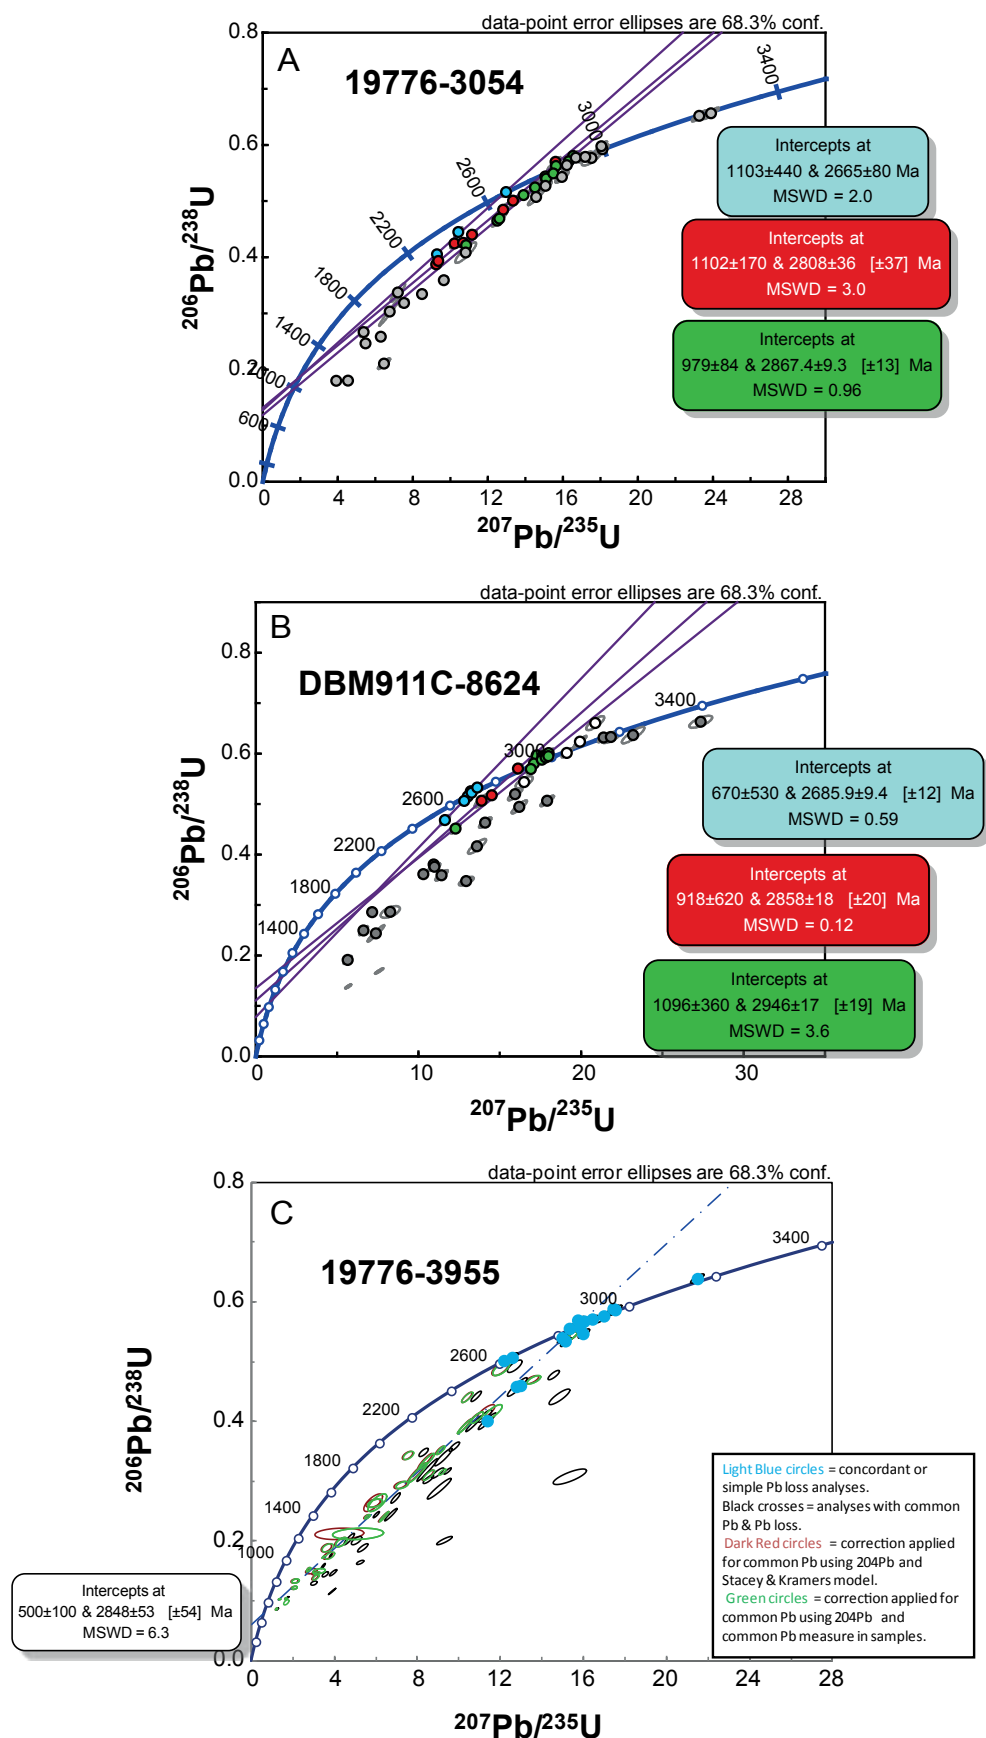 data-point error ellipses are 68.3% conf.
A
19776-3054
0.8
0.6
0.4
0.2
0.0
206Pb/238U
600
1000
1400
1800
2200
2600
3000
3400
Intercepts at
1103±440 & 2665±80 Ma
MSWD = 2.0
Intercepts at
1102±170 & 2808±36 [±37] Ma
MSWD = 3.0
Intercepts at
979±84 & 2867.4±9.3 [±13] Ma
MSWD = 0.96
0 4 8 12 16 20 24 28
207Pb/235U
data-point error ellipses are 68.3% conf.
B
DBM911C-8624
0.8
0.6
0.4
0.2
0.0
206Pb/238U
1400
1800
2200
2600
3000
3400
Intercepts at
670±530 & 2685.9±9.4 [±12] Ma
MSWD = 0.59
Intercepts at
918±620 & 2858±18 [±20] Ma
MSWD = 0.12
Intercepts at
1096±360 & 2946±17 [±19] Ma
MSWD = 3.6
0 10 20 30
207Pb/235U
data-point error ellipses are 68.3% conf.
C
19776-3955
0.8
0.6
0.4
0.2
0.0
206Pb/238U
1000
1400
1800
2200
2600
3000
3400
Intercepts at
500±100 & 2848±53 [±54] Ma
MSWD = 6.3
Light Blue circles = concordant or
simple Pb loss analyses.
Black crosses = analyses with common
Pb & Pb loss.
Dark Red circles = correction applied
for common Pb using 204Pb and
Stacey & Kramers model.
Green circles = correction applied for
common Pb using 204Pb and
common Pb measure in samples.
0 4 8 12 16 20 24 28
207Pb/235U